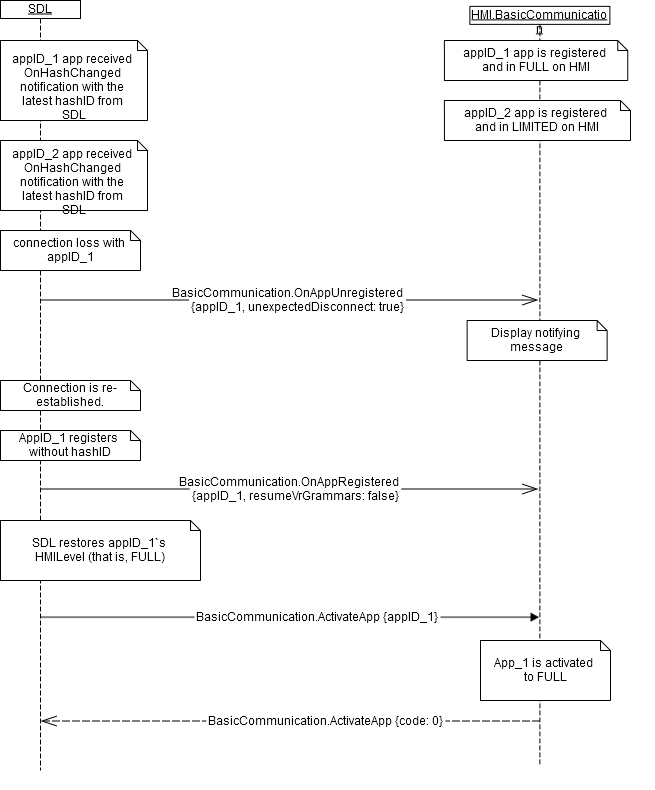 SDL
HMI.BasicCommunicatio
n
appID_1 app received
OnHashChanged
notification with the
latest hashID from
SDL
appID_1 app is registered
and in FULL on HMI
appID_2 app is registered
and in LIMITED on HMI
appID_2 app received
OnHashChanged
notification with the
latest hashID from
SDL
connection loss with
appID_1
BasicCommunication.OnAppUnregistered
{appID_1, unexpectedDisconnect: true}
Display notifying
message
Connection is re-
established.
AppID_1 registers
without hashID
BasicCommunication.OnAppRegistered
{appID_1, resumeVrGrammars: false}
SDL restores appID_1`s
HMILevel (that is, FULL)
BasicCommunication.ActivateApp {appID_1}
App_1 is activated
to FULL
BasicCommunication.ActivateApp {code: 0}